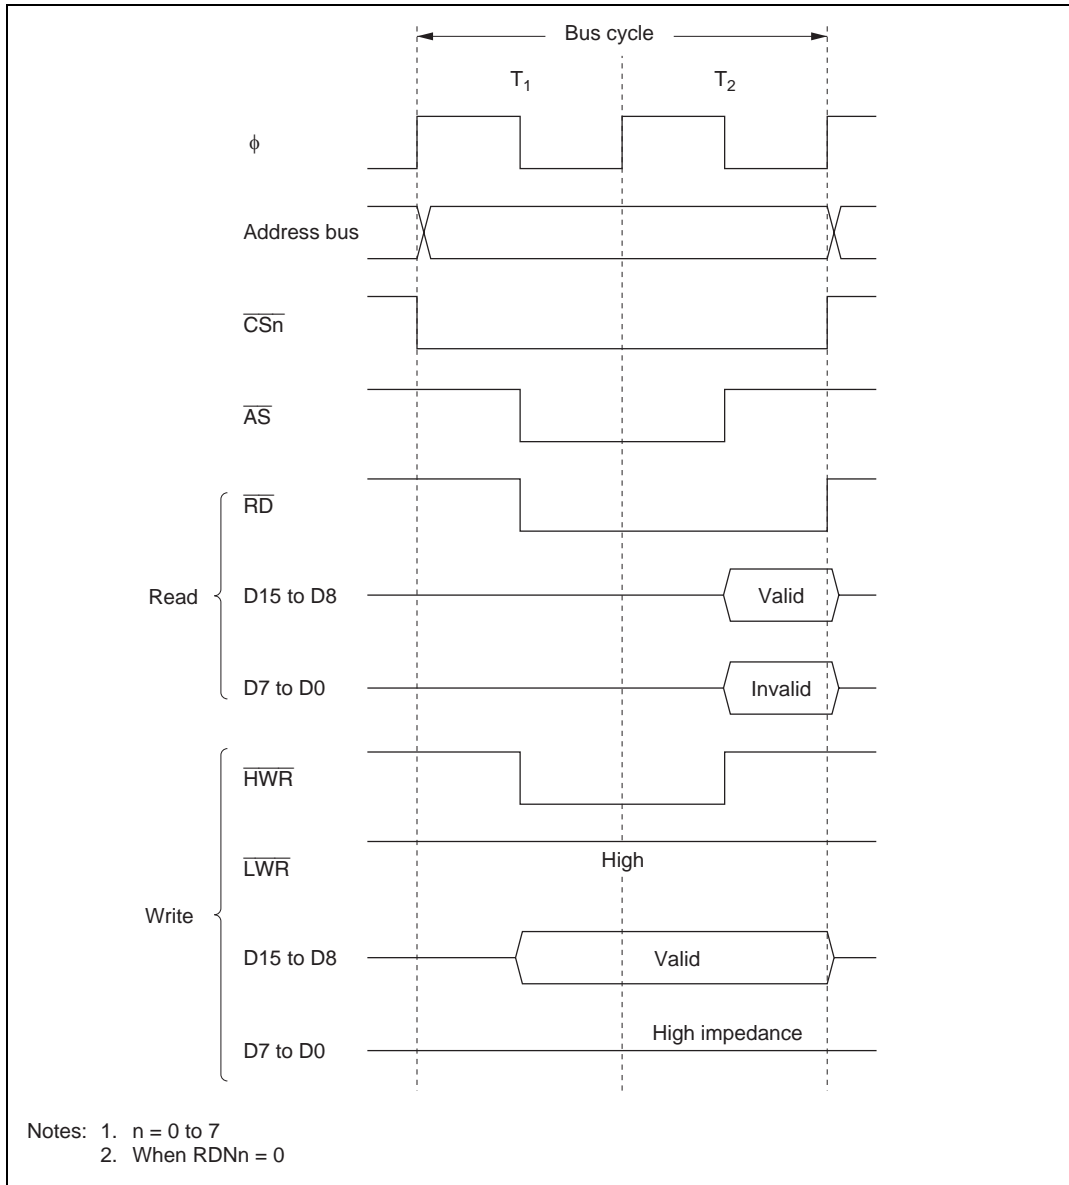 Bus cycle
T1 T2
ϕ
Address bus
CSn
AS
RD
Read D15 to D8 Valid
D7 to D0 Invalid
HWR
LWR High
Write
D15 to D8 Valid
D7 to D0 High impedance
Notes: 1. n = 0 to 7
2. When RDNn = 0